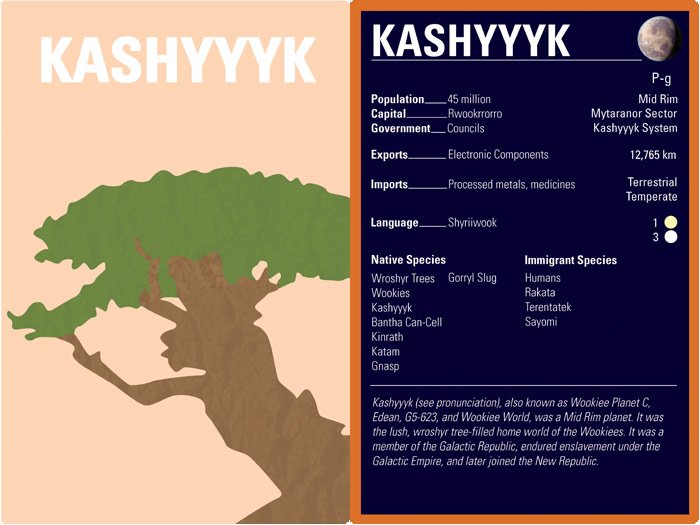 KASHYYYK
KASHYYYK
P-g
Population 45 million
Capital Rwookrrorro
Government Councils
Mid Rim
Mytaranor Sector
Kashyyyk System
Exports Electronic Components
12,765 km
Imports Processed metals, medicines
Terrestrial
Temperate
Language Shyriiwook
1
3
Native Species
Wroshyr Trees
Wookies
Kashyyyk
Bantha Can-Cell
Kinrath
Katam
Gnasp
Gorryl Slug
Immigrant Species
Humans
Rakata
Terentatek
Sayomi
Kashyyyk (see pronunciation), also known as Wookiee Planet C,
Edean, G5-623, and Wookiee World, was a Mid Rim planet. It was
the lush, wroshyr tree-filled home world of the Wookiees. It was a
member of the Galactic Republic, endured enslavement under the
Galactic Empire, and later joined the New Republic.